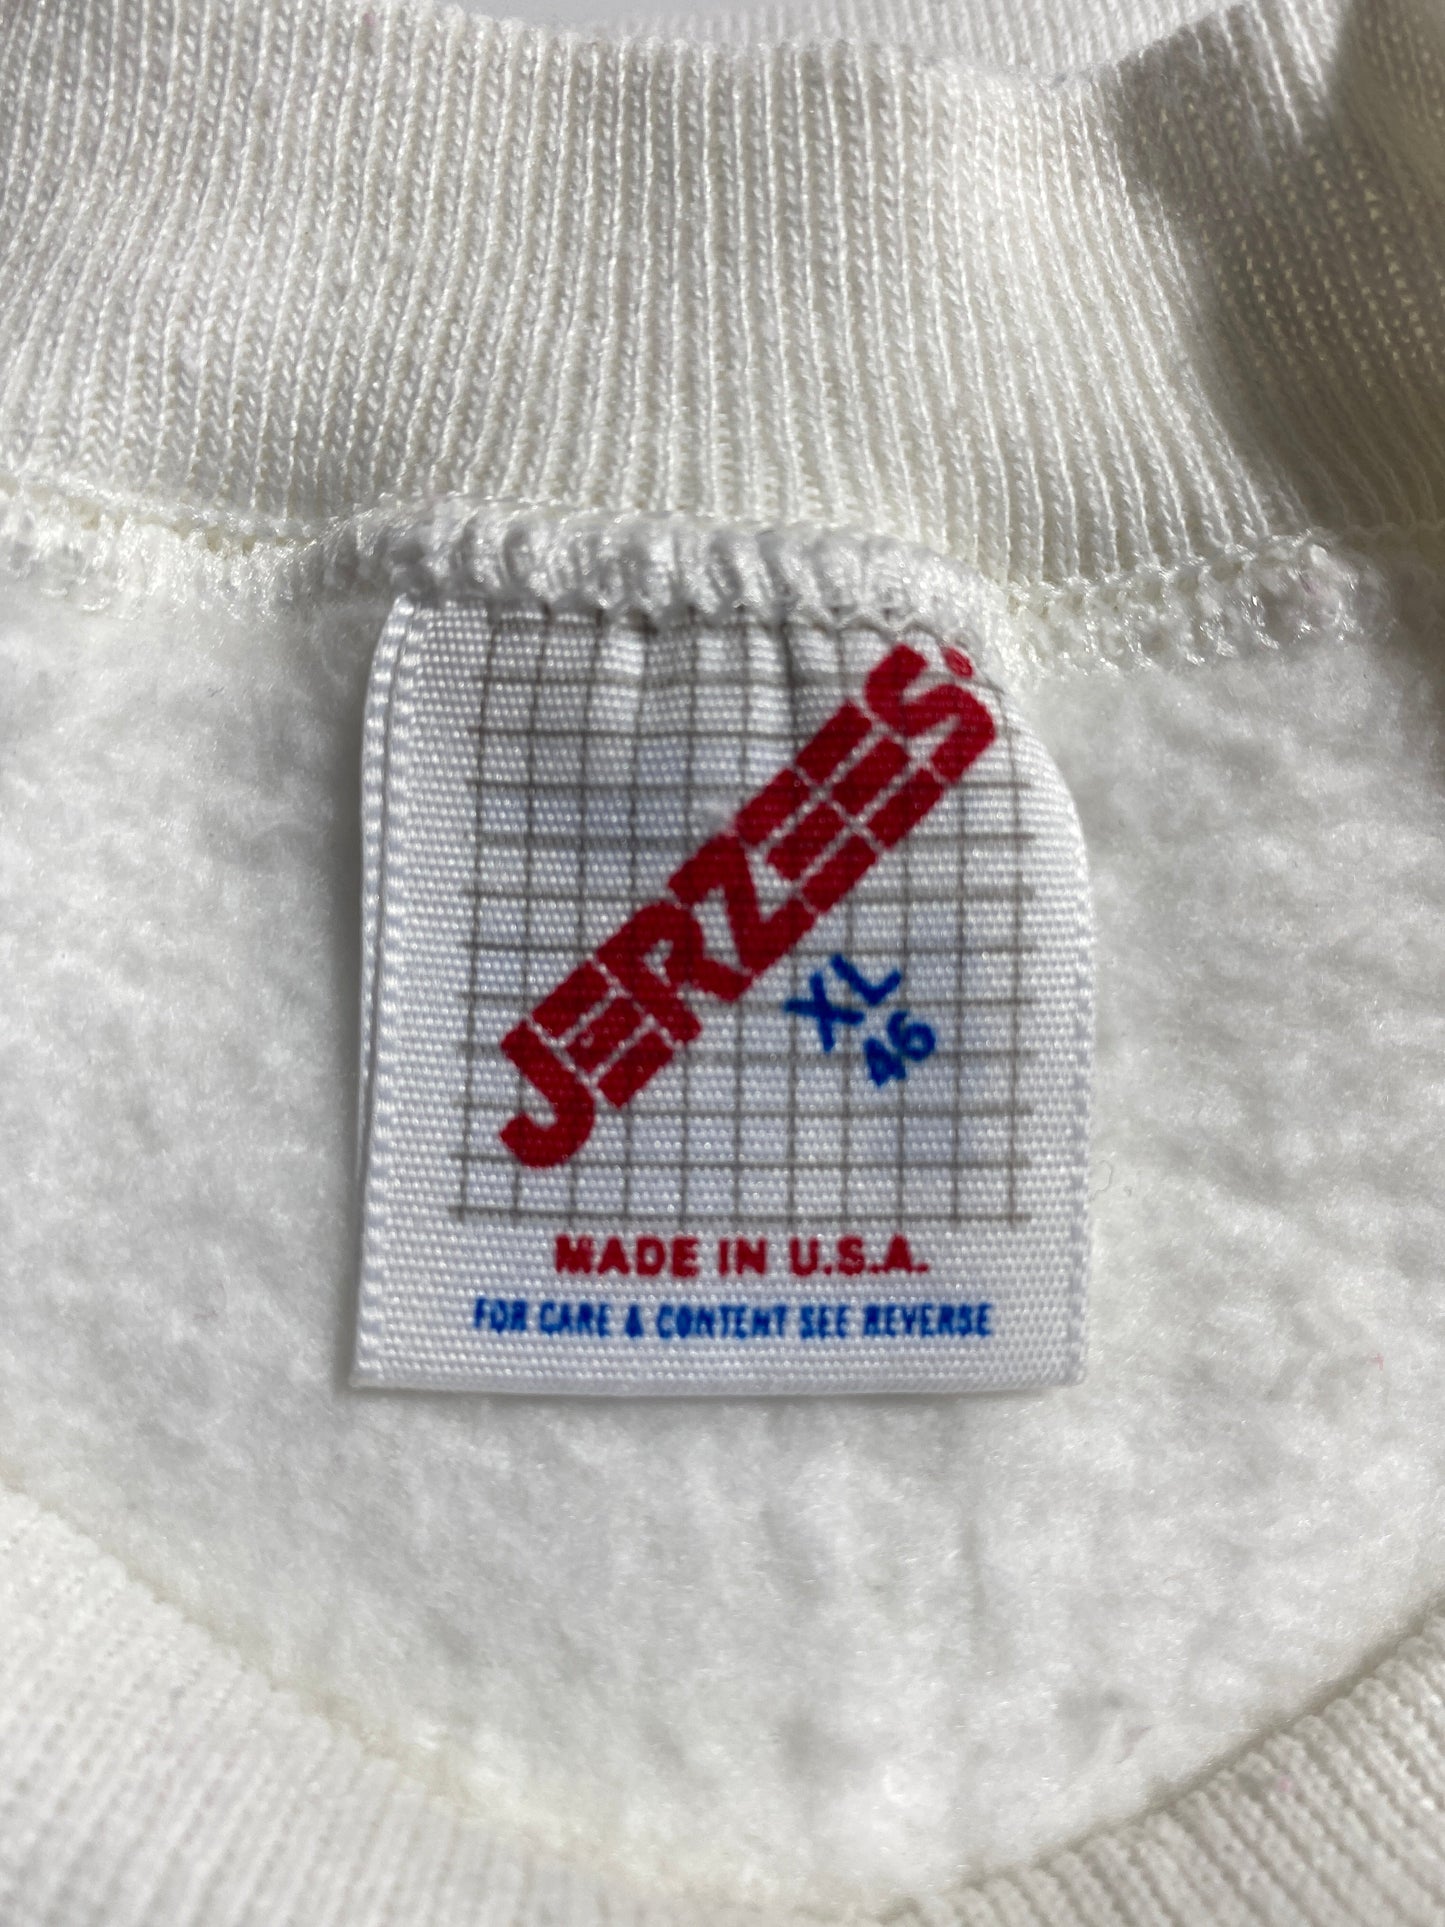 JERZEES®
XL
46
MADE IN U.S.A.
FOR CARE & CONTENT SEE REVERSE